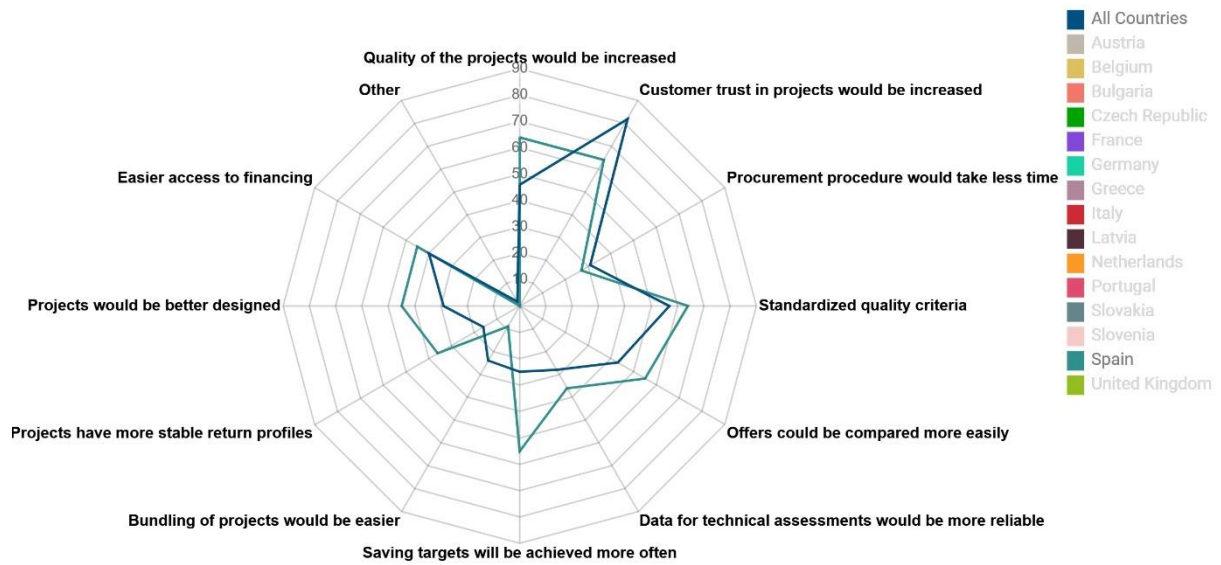 Quality of the projects would be increased
Customer trust in projects would be increased
Procurement procedure would take less time
Standardized quality criteria
Offers could be compared more easily
Data for technical assessments would be more reliable
Saving targets will be achieved more often
Bundling of projects would be easier
Projects have more stable return profiles
Projects would be better designed
Easier access to financing
Other
90
80
70
60
50
40
30
20
10
All Countries
Austria
Belgium
Bulgaria
Czech Republic
France
Germany
Greece
Italy
Latvia
Netherlands
Portugal
Slovakia
Slovenia
Spain
United Kingdom